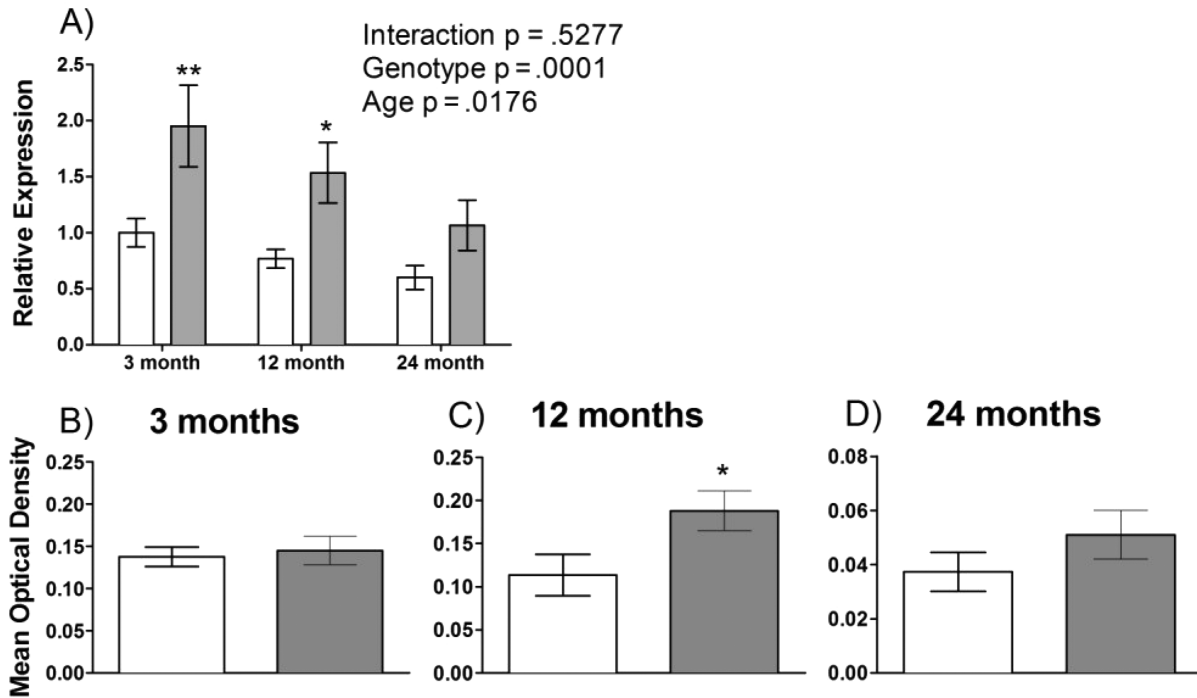 A)
Interaction p = .5277
Genotype p = .0001
Age p = .0176
Relative Expression
2.5
2.0
1.5
1.0
0.5
0.0
**
*
3 month 12 month 24 month
B) 3 months
Mean Optical Density
0.25
0.20
0.15
0.10
0.05
0.00
C) 12 months
0.25
0.20
0.15
0.10
0.05
0.00
*
D) 24 months
0.08
0.06
0.04
0.02
0.00